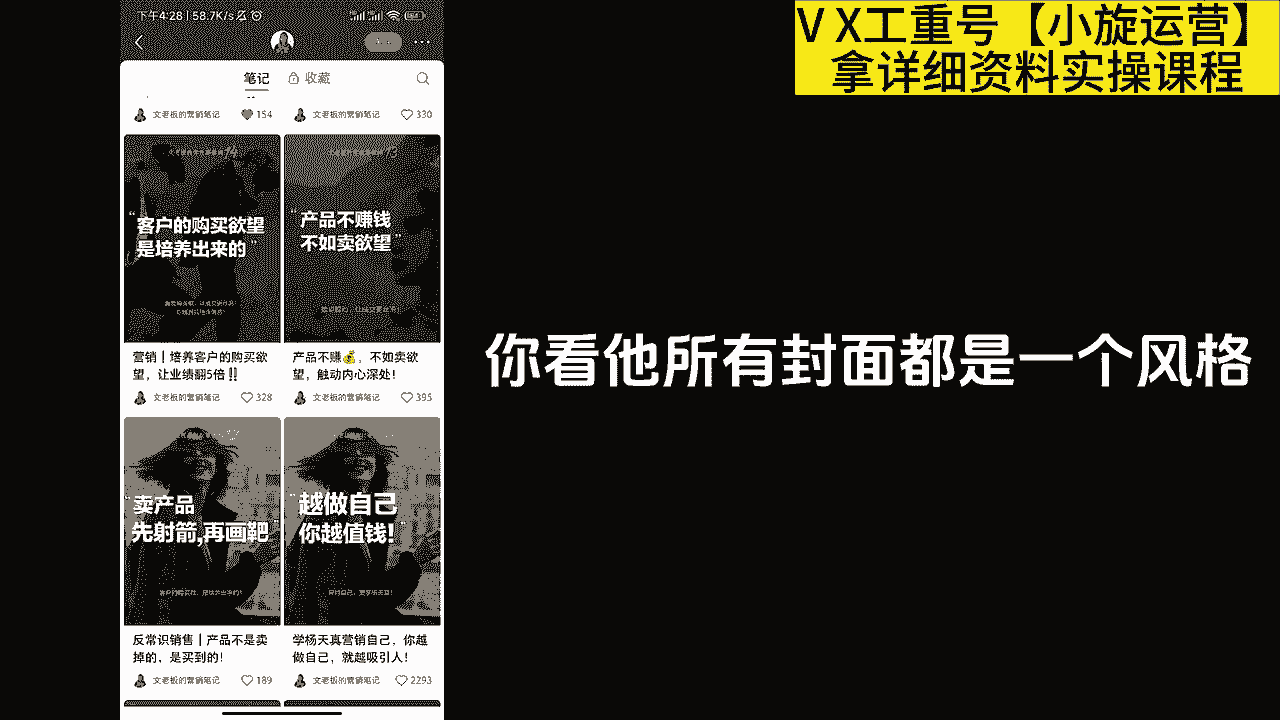 下午4:28 | 58.7K/s
VX工重号【小旋运营】
拿详细资料实操课程
笔记 收藏
文老板的营销笔记 154
文老板的营销笔记 330
“客户的购买欲望
是培养出来的”
“产品不赚钱
不如卖欲望”
营销丨培养客户的购买欲
望，让业绩翻5倍‼️
文老板的营销笔记 328
产品不赚💰，不如卖欲
望，触动内心深处！
文老板的营销笔记 395
你看他所有封面都是一个风格
“卖产品
先射箭,再画靶”
“越做自己
你越值钱!”
反常识销售丨产品不是卖
掉的，是买到的！
文老板的营销笔记 189
学杨天真营销自己，你越
做自己，就越吸引人！
文老板的营销笔记 2293